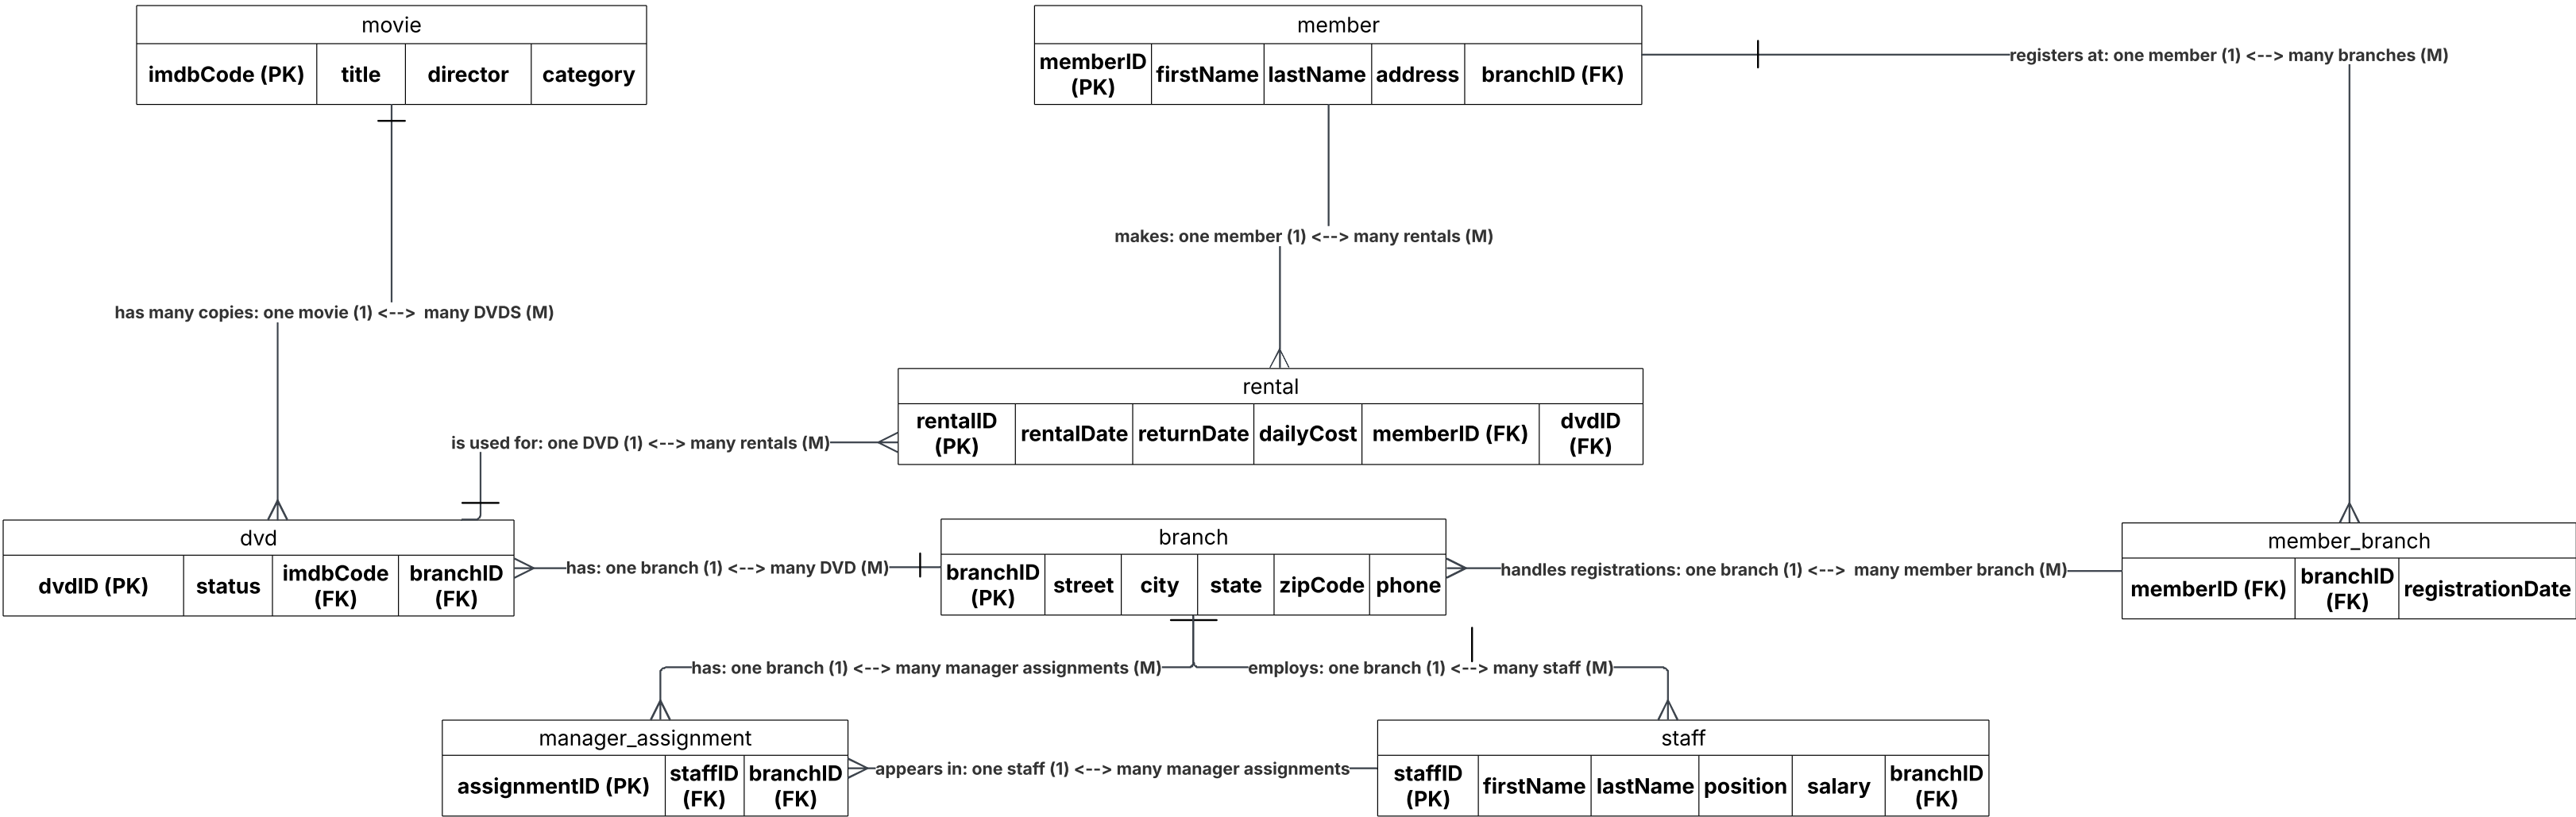 movie
imdbCode (PK)
title
director
category
member
memberID
(PK)
firstName
lastName
address
branchID (FK)
registers at: one member (1) <--> many branches (M)
makes: one member (1) <--> many rentals (M)
has many copies: one movie (1) <--> many DVDS (M)
rental
rentalID
(PK)
rentalDate
returnDate
dailyCost
memberID (FK)
dvdID
(FK)
is used for: one DVD (1) <--> many rentals (M)
dvd
dvdID (PK)
status
imdbCode
(FK)
branchID
(FK)
has: one branch (1) <--> many DVD (M)
branch
branchID
(PK)
street
city
state
zipCode
phone
handles registrations: one branch (1) <--> many member branch (M)
member_branch
memberID (FK)
branchID
(FK)
registrationDate
has: one branch (1) <--> many manager assignments (M)
employs: one branch (1) <--> many staff (M)
manager_assignment
assignmentID (PK)
staffID
(FK)
branchID
(FK)
appears in: one staff (1) <--> many manager assignments
staff
staffID
(PK)
firstName
lastName
position
salary
branchID
(FK)